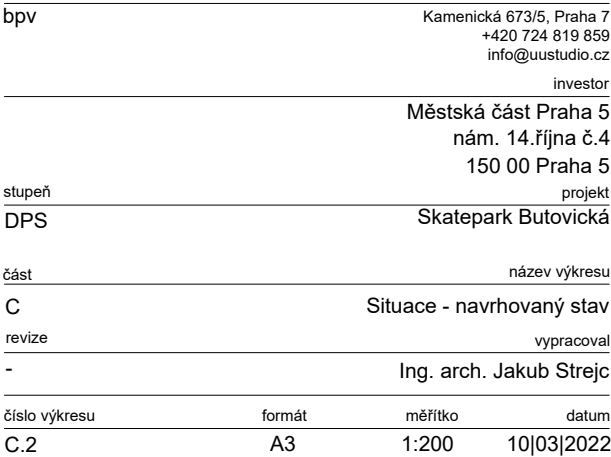 bpv
Kamenická 673/5, Praha 7
+420 724 819 859
info@uustudio.cz
investor
Městská část Praha 5
nám. 14.října č.4
150 00 Praha 5
stupeň projekt
DPS Skatepark Butovická
část název výkresu
C Situace - navrhovaný stav
revize vypracoval
- Ing. arch. Jakub Strejc
číslo výkresu formát měřítko datum
C.2 A3 1:200 10|03|2022